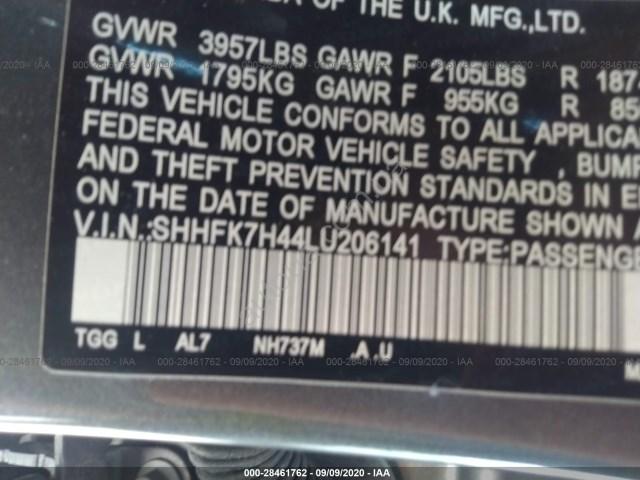 OF THE U.K. MFG.,LTD.
GVWR 3957LBS GAWR F 2105LBS R
GVWR 1795KG GAWR F 955KG R
THIS VEHICLE CONFORMS TO ALL
FEDERAL MOTOR VEHICLE SAFETY ,
AND THEFT PREVENTION STANDARDS IN
ON THE DATE OF MANUFACTURE SHOWN
V.I.N.:SHHFK7H44LU206141 TYPE:PASSENGE
TGG L AL7 NH737M .A.U
000-28461762 - 09/09/2020 - IAA